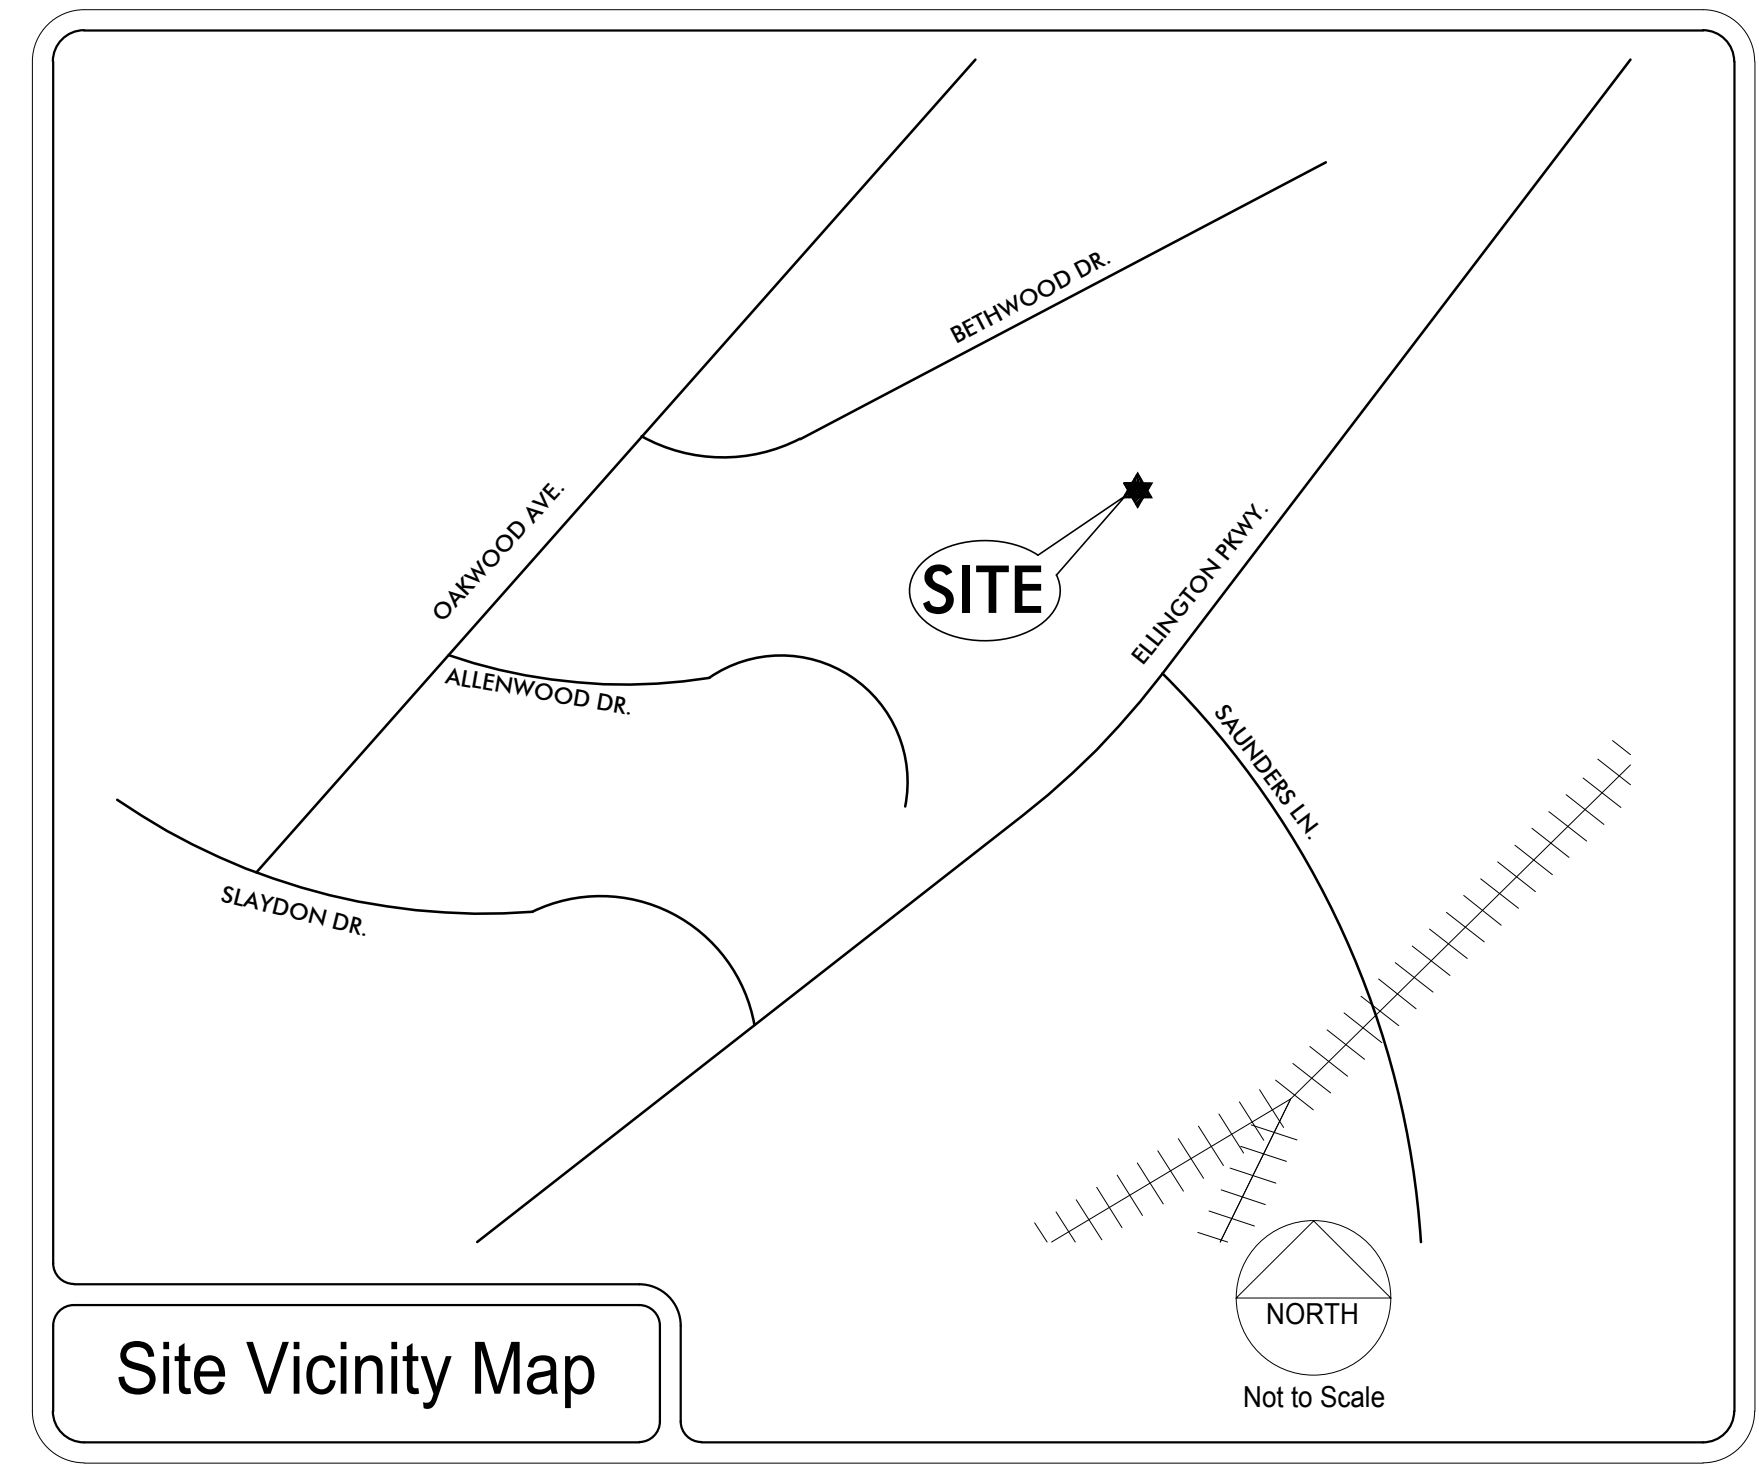 BETHWOOD DR.
OAKWOOD AVE.
SITE
ELLINGTON PKWY.
ALLENWOOD DR.
SAUNDERS LN.
SLAYDON DR.
NORTH
Not to Scale
Site Vicinity Map